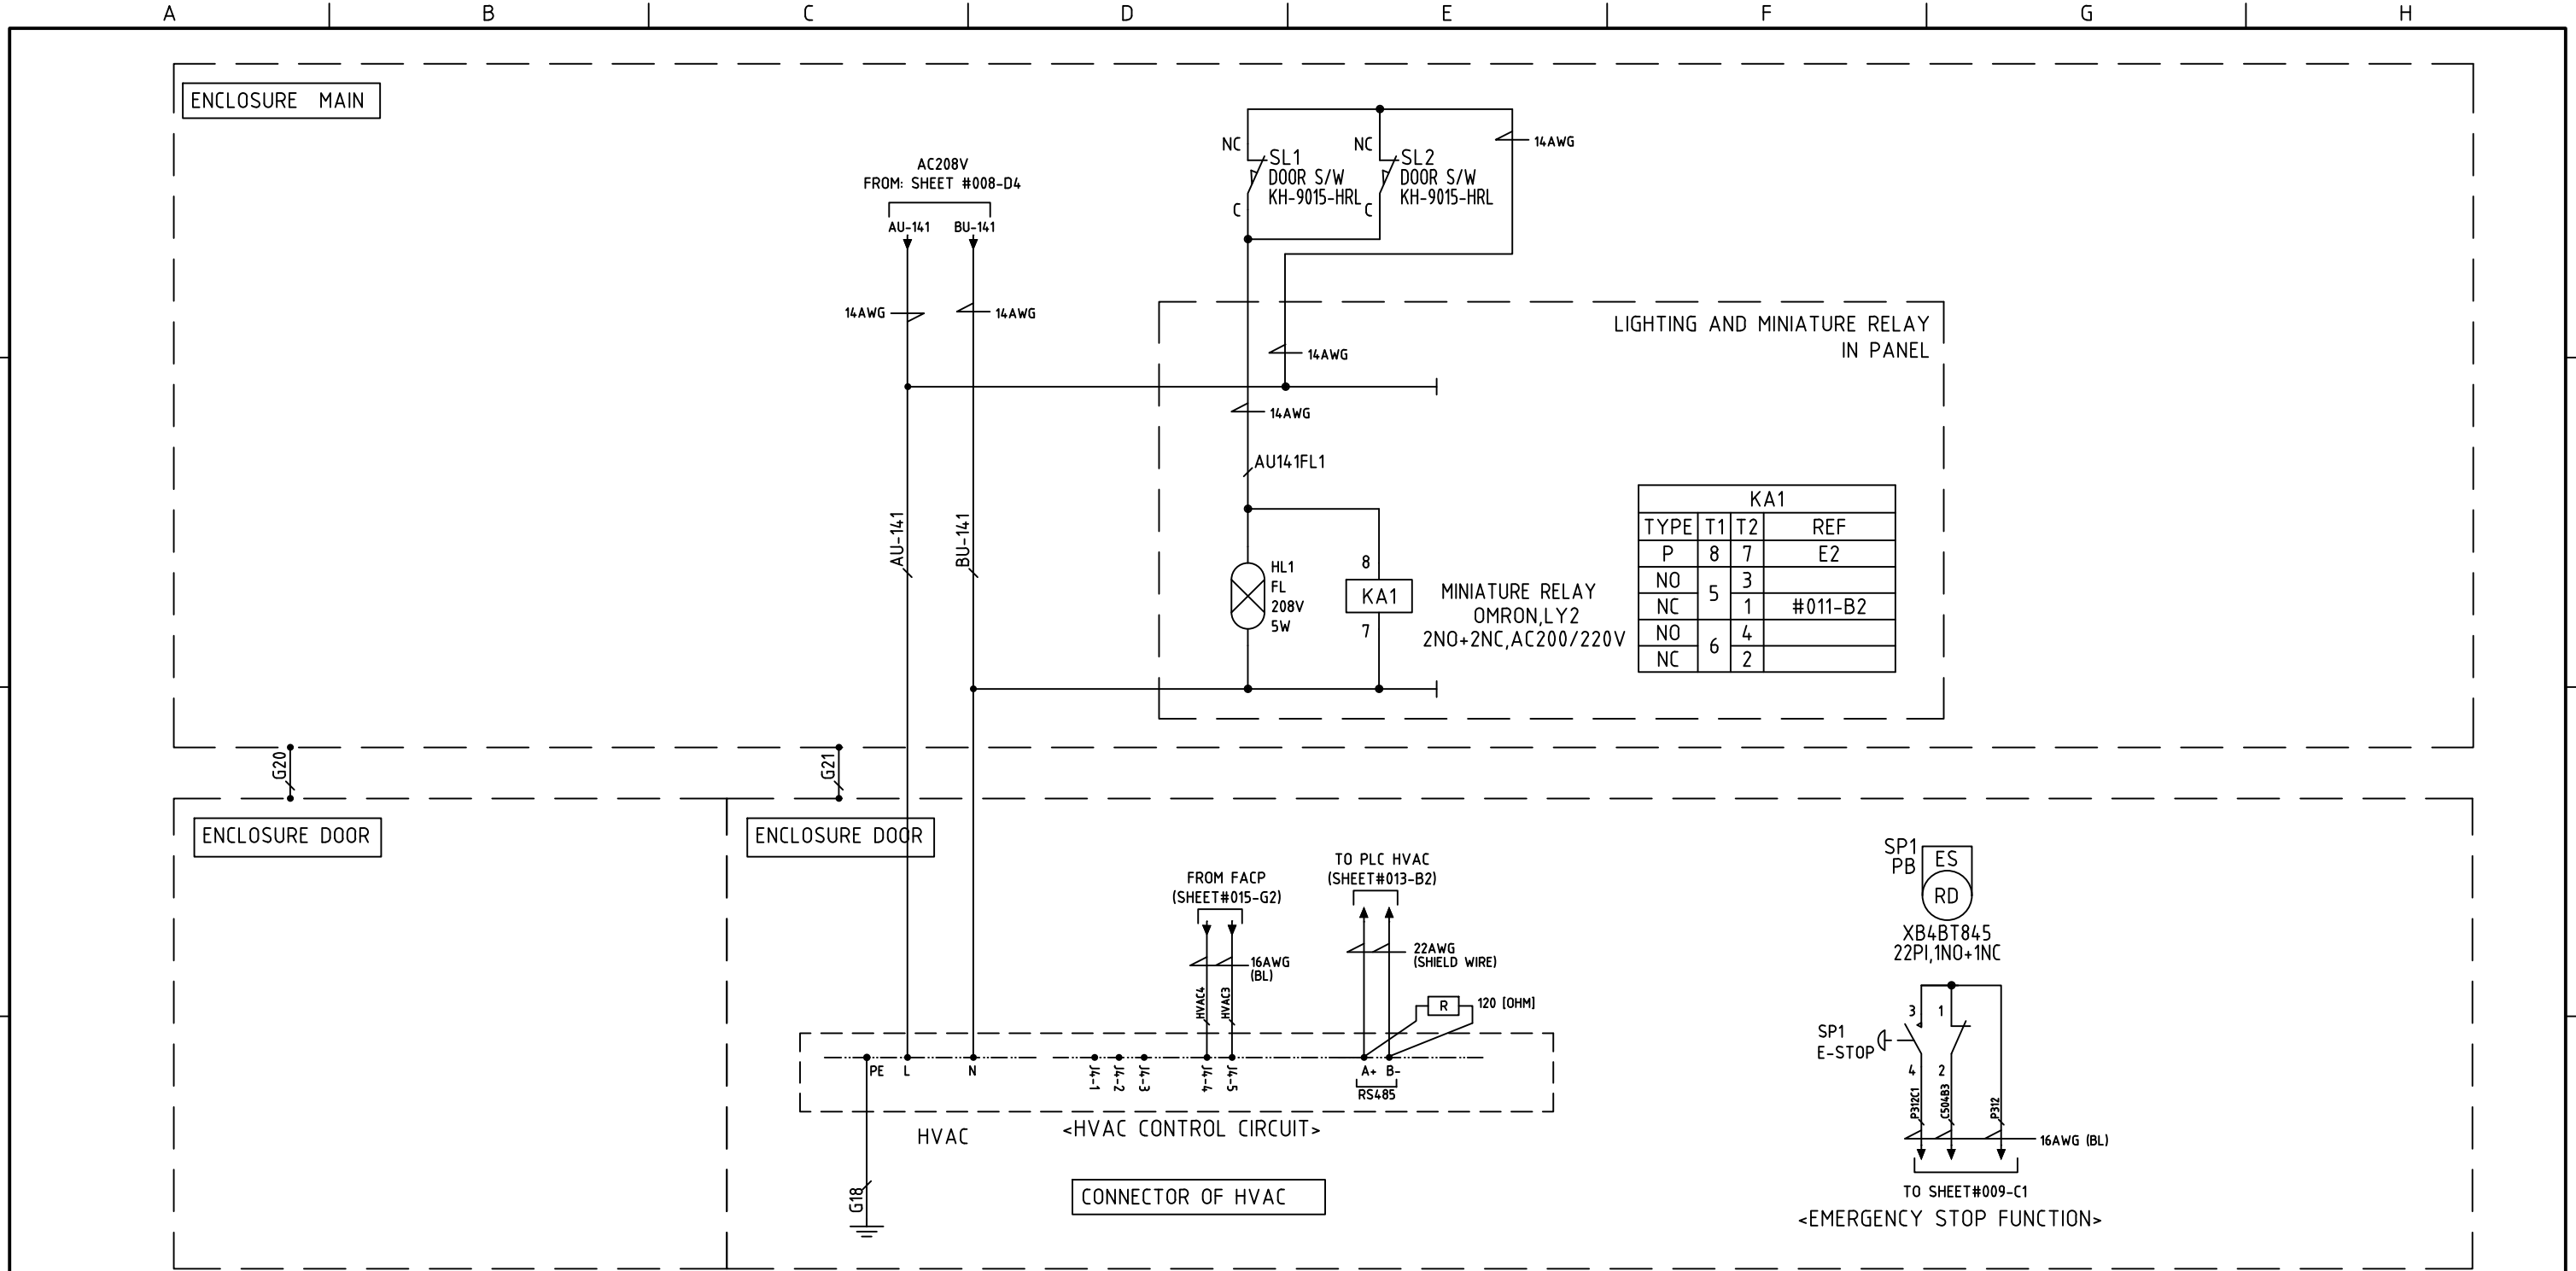 A B C D E F G H
ENCLOSURE MAIN
AC208V
FROM: SHEET #008-D4
AU-141 BU-141
14AWG 14AWG
NC
SL1
DOOR S/W
KH-9015-HRL
C
NC
SL2
DOOR S/W
KH-9015-HRL
C
14AWG
LIGHTING AND MINIATURE RELAY
IN PANEL
14AWG
14AWG
AU141FL1
AU-141
BU-141
HL1
FL
208V
5W
8
KA1
7
MINIATURE RELAY
OMRON,LY2
2NO+2NC,AC200/220V
KA1
TYPE T1 T2 REF
P 8 7 E2
NO 5 3
NC 1 #011-B2
NO 6 4
NC 2
G20
G21
ENCLOSURE DOOR
ENCLOSURE DOOR
FROM FACP
(SHEET#015-G2)
16AWG
(BL)
HVAC4
HVAC3
TO PLC HVAC
(SHEET#013-B2)
22AWG
(SHIELD WIRE)
R
120 [OHM]
PE L N
J4-1
J4-2
J4-3
J4-4
J4-5
A+ B-
RS485
HVAC
<HVAC CONTROL CIRCUIT>
G18
CONNECTOR OF HVAC
SP1
PB
ES
RD
XB4BT845
22PI,1NO+1NC
3 1
SP1
E-STOP
4 2
P312C1
C504B3
P312
16AWG (BL)
TO SHEET#009-C1
<EMERGENCY STOP FUNCTION>